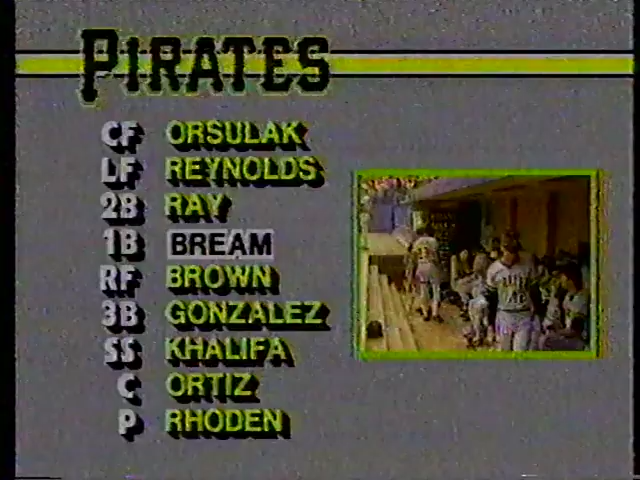 PIRATES
CF ORSULAK
LF REYNOLDS
2B RAY
1B BREAM
RF BROWN
3B GONZALEZ
SS KHALIFA
C ORTIZ
P RHODEN